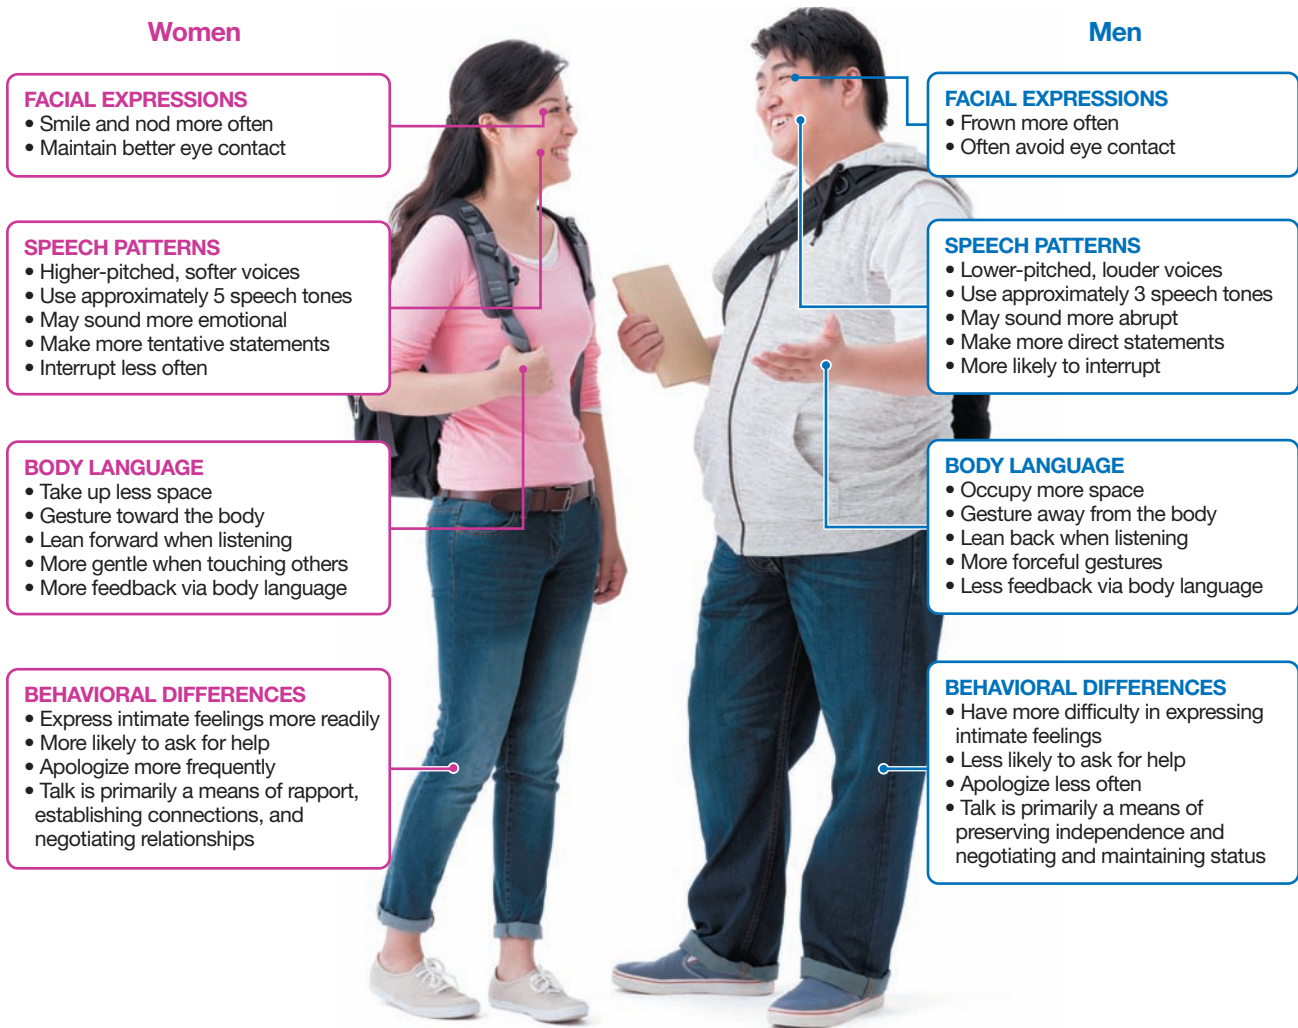 Women
FACIAL EXPRESSIONS
• Smile and nod more often
• Maintain better eye contact
SPEECH PATTERNS
• Higher-pitched, softer voices
• Use approximately 5 speech tones
• May sound more emotional
• Make more tentative statements
• Interrupt less often
BODY LANGUAGE
• Take up less space
• Gesture toward the body
• Lean forward when listening
• More gentle when touching others
• More feedback via body language
BEHAVIORAL DIFFERENCES
• Express intimate feelings more readily
• More likely to ask for help
• Apologize more frequently
• Talk is primarily a means of rapport,
establishing connections, and
negotiating relationships
Men
FACIAL EXPRESSIONS
• Frown more often
• Often avoid eye contact
SPEECH PATTERNS
• Lower-pitched, louder voices
• Use approximately 3 speech tones
• May sound more abrupt
• Make more direct statements
• More likely to interrupt
BODY LANGUAGE
• Occupy more space
• Gesture away from the body
• Lean back when listening
• More forceful gestures
• Less feedback via body language
BEHAVIORAL DIFFERENCES
• Have more difficulty in expressing
intimate feelings
• Less likely to ask for help
• Apologize less often
• Talk is primarily a means of
preserving independence and
negotiating and maintaining status